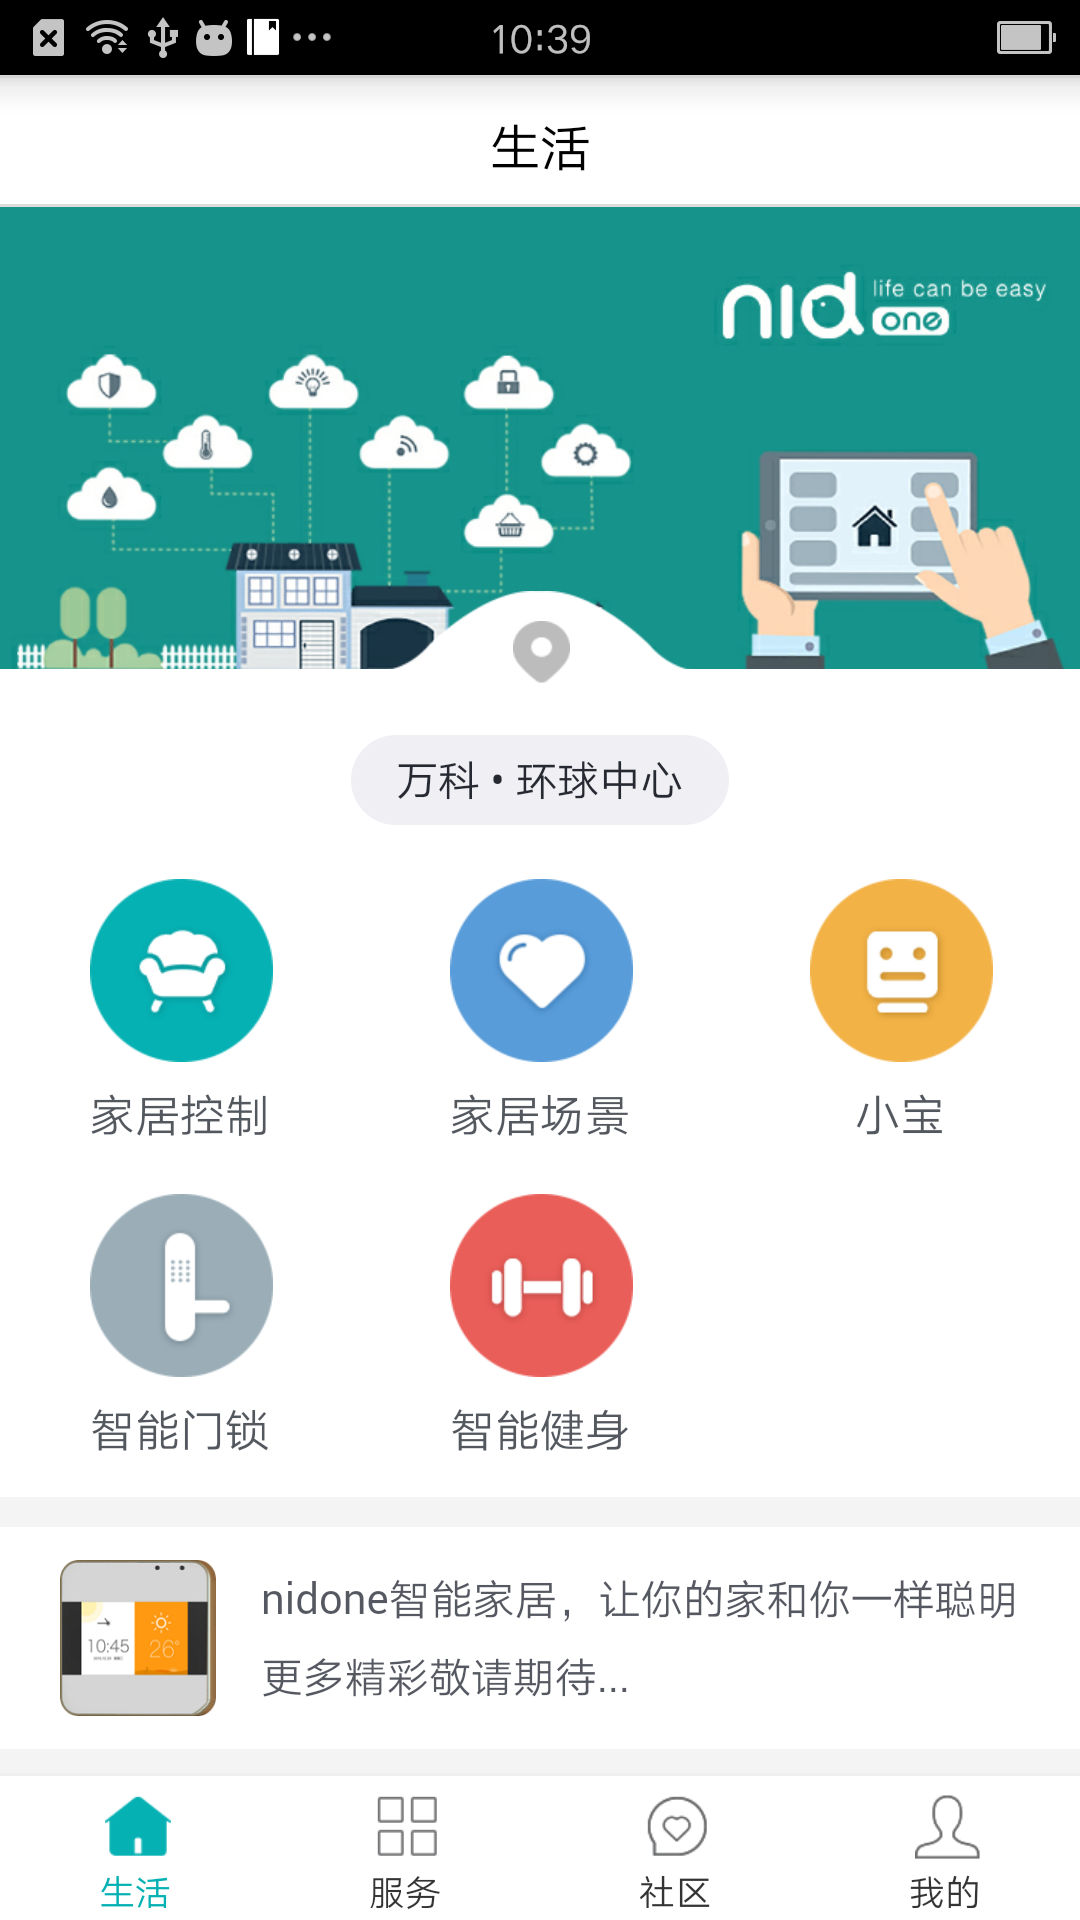 10:39
生活
nid one life can be easy
万科•环球中心
家居控制
家居场景
小宝
智能门锁
智能健身
10:45
26°
nidone智能家居，让你的家和你一样聪明
更多精彩敬请期待...
生活
服务
社区
我的